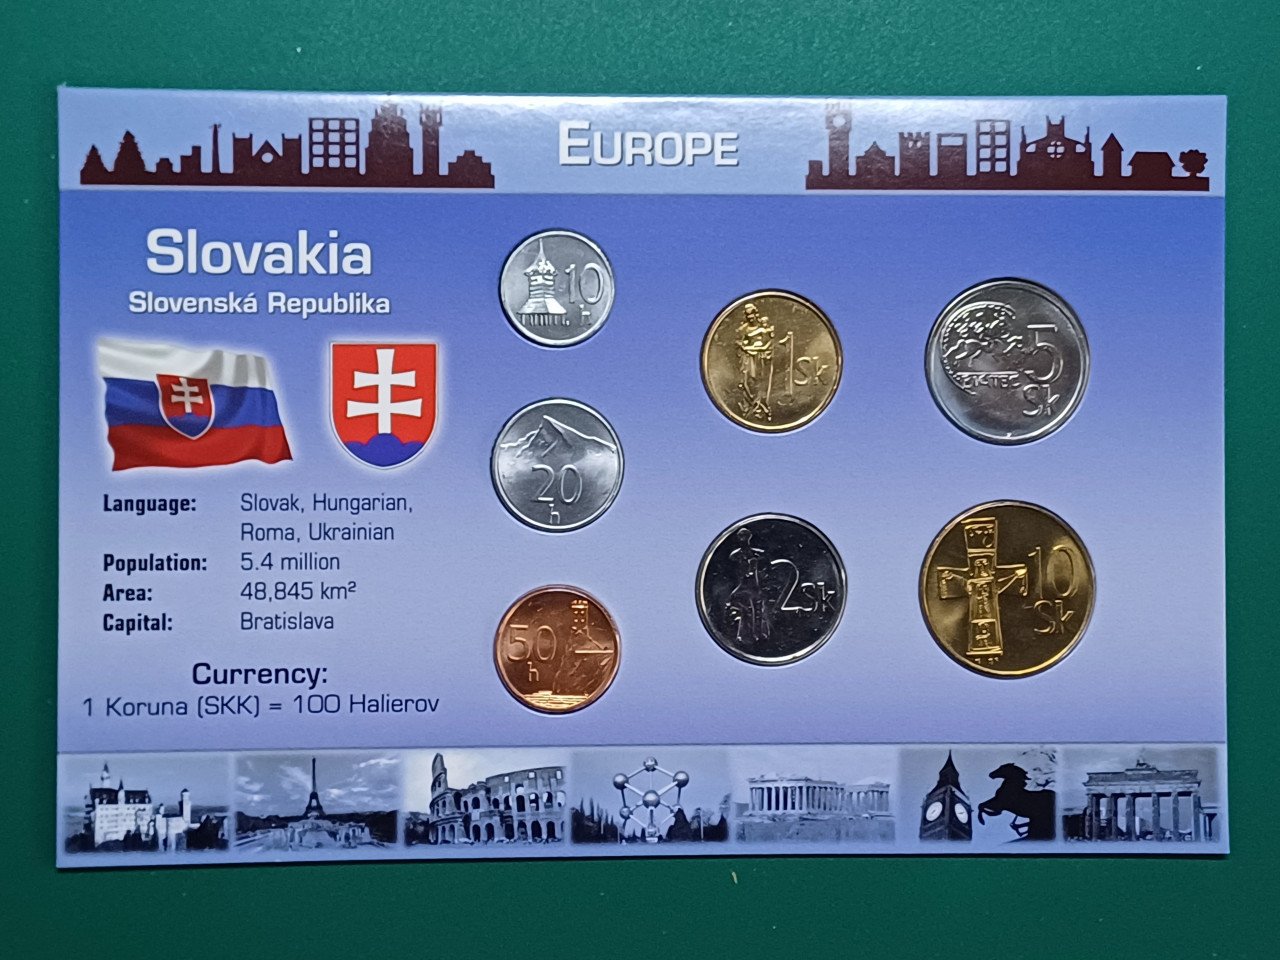 EUROPE
Slovakia
Slovenská Republika
Language: Slovak, Hungarian,
Roma, Ukrainian
Population: 5.4 million
Area: 48,845 km²
Capital: Bratislava
Currency:
1 Koruna (SKK) = 100 Halierov
10
h
20
h
50
h
1 Sk
2 Sk
5
Sk
10
Sk